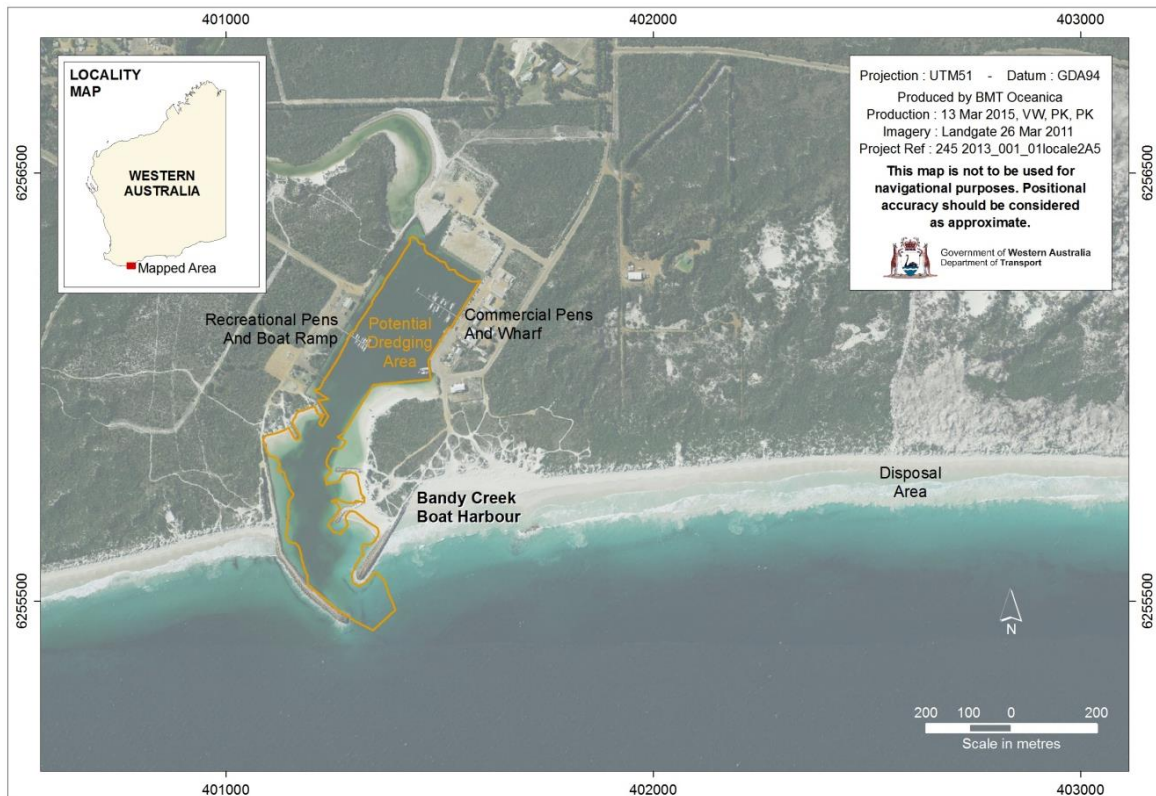 401000
402000
403000
LOCALITY
MAP
WESTERN
AUSTRALIA
Mapped Area
Projection : UTM51 - Datum : GDA94
Produced by BMT Oceanica
Production : 13 Mar 2015, VW, PK, PK
Imagery : Landgate 26 Mar 2011
Project Ref : 245 2013_001_01locale2A5
This map is not to be used for
navigational purposes. Positional
accuracy should be considered
as approximate.
Government of Western Australia
Department of Transport
6256500
6256500
Recreational Pens
And Boat Ramp
Potential
Dredging
Area
Commercial Pens
And Wharf
Disposal
Area
Bandy Creek
Boat Harbour
6255500
6255500
N
200 100 0 200
Scale in metres
401000
402000
403000